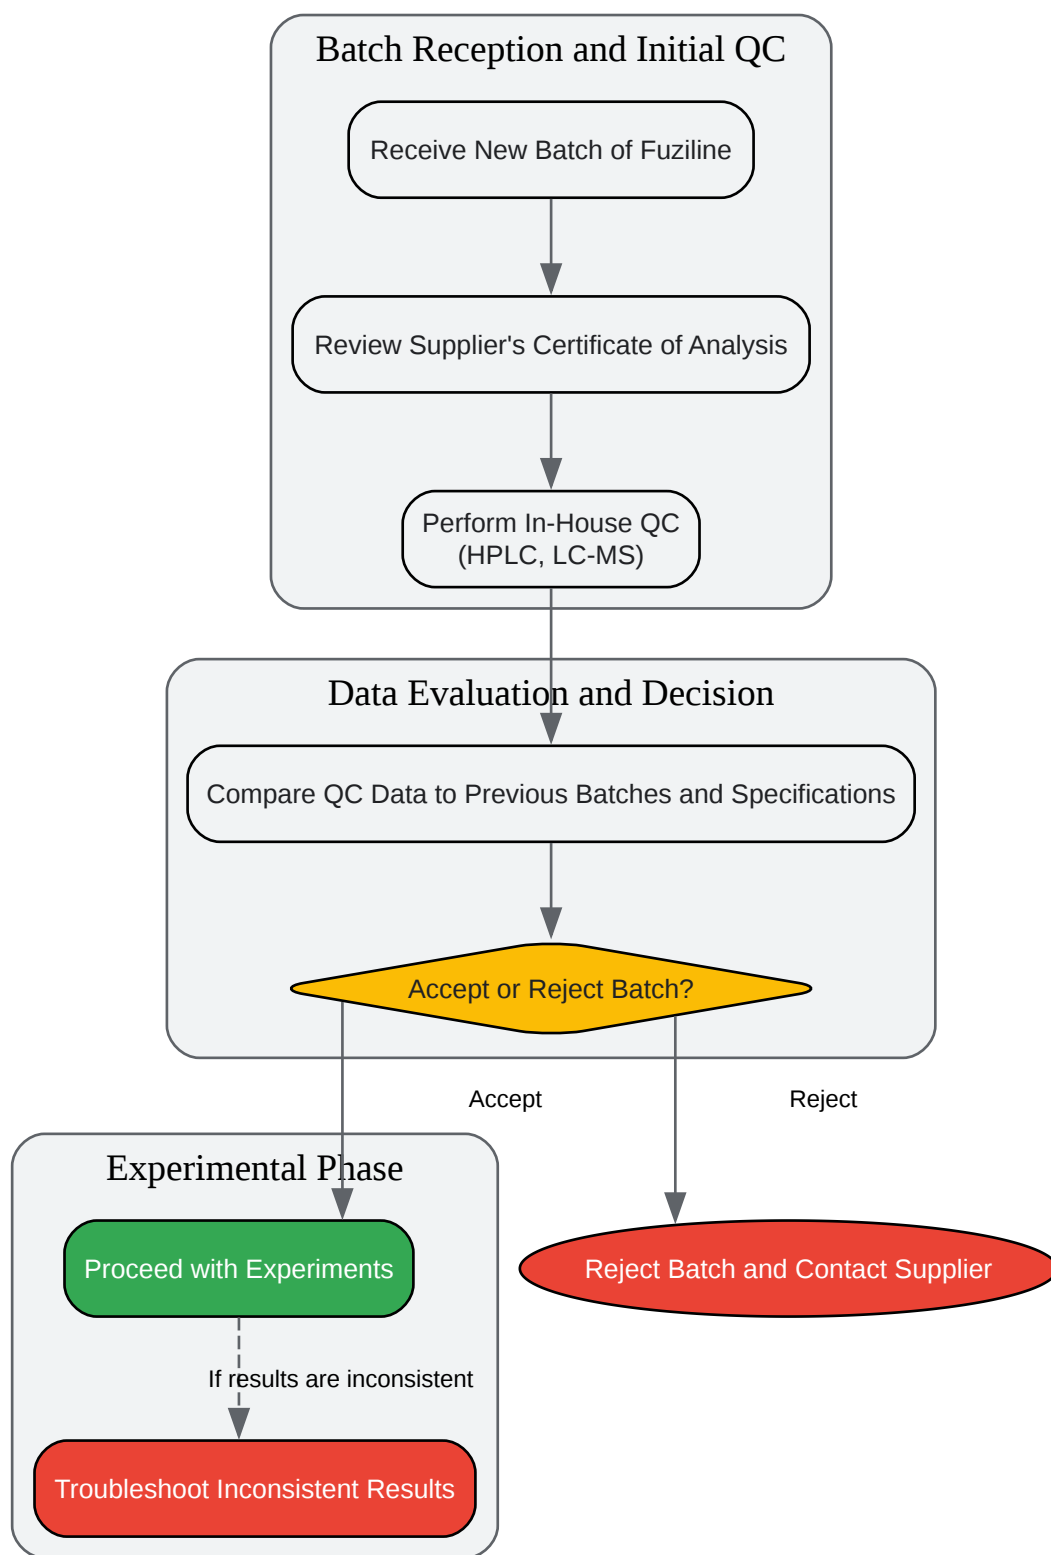 Batch Reception and Initial QC
Receive New Batch of Fuziline
Review Supplier's Certificate of Analysis
Perform In-House QC
(HPLC, LC-MS)
Data Evaluation and Decision
Compare QC Data to Previous Batches and Specifications
Accept or Reject Batch?
Accept
Reject
Experimental Phase
Proceed with Experiments
Reject Batch and Contact Supplier
If results are inconsistent
Troubleshoot Inconsistent Results